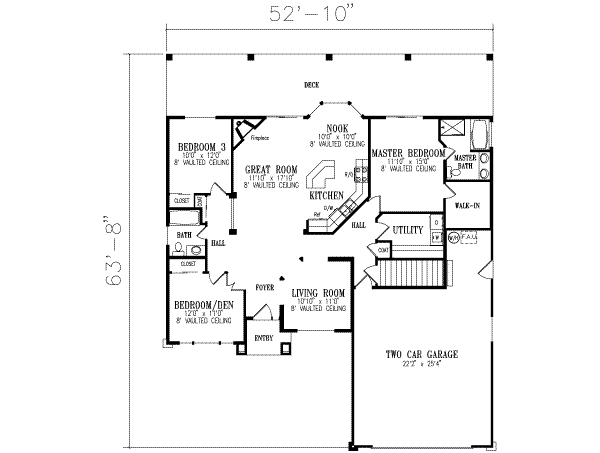 52'-10"
63'-8"
DECK
BEDROOM 3
10'0" x 12'0"
8' VAULTED CEILING
Fireplace
NOOK
10'0" x 10'0"
8' VAULTED CEILING
GREAT ROOM
11'10" x 17'10"
8' VAULTED CEILING
MASTER BEDROOM
11'10" x 15'0"
8' VAULTED CEILING
MASTER
BATH
R/O
KITCHEN
D/W
Ref
CLOSET
COAT
WALK-IN
BATH
HALL
HALL
UTILITY
W/H
F.A.U.
COAT
CLOSET
FOYER
LIVING ROOM
10'10" x 11'0"
8' VAULTED CEILING
BEDROOM/DEN
12'0" x 11'0"
8' VAULTED CEILING
ENTRY
TWO CAR GARAGE
22'2" x 25'4"